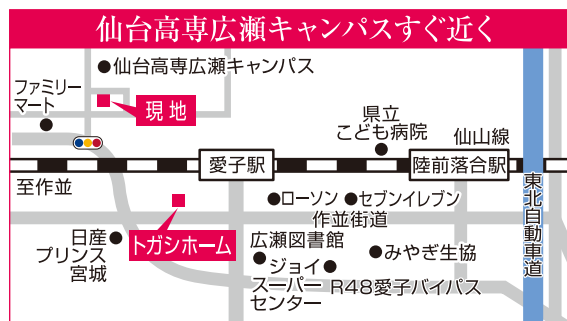 仙台高専広瀬キャンパスすぐ近く
仙台高専広瀬キャンパス
ファミリー
マート
現地
県立
こども病院
仙山線
愛子駅
陸前落合駅
至作並
ローソン
セブンイレブン
作並街道
東北自動車道
日産
プリンス
宮城
トガシホーム
広瀬図書館
みやぎ生協
ジョイ
スーパー
センター
R48愛子バイパス